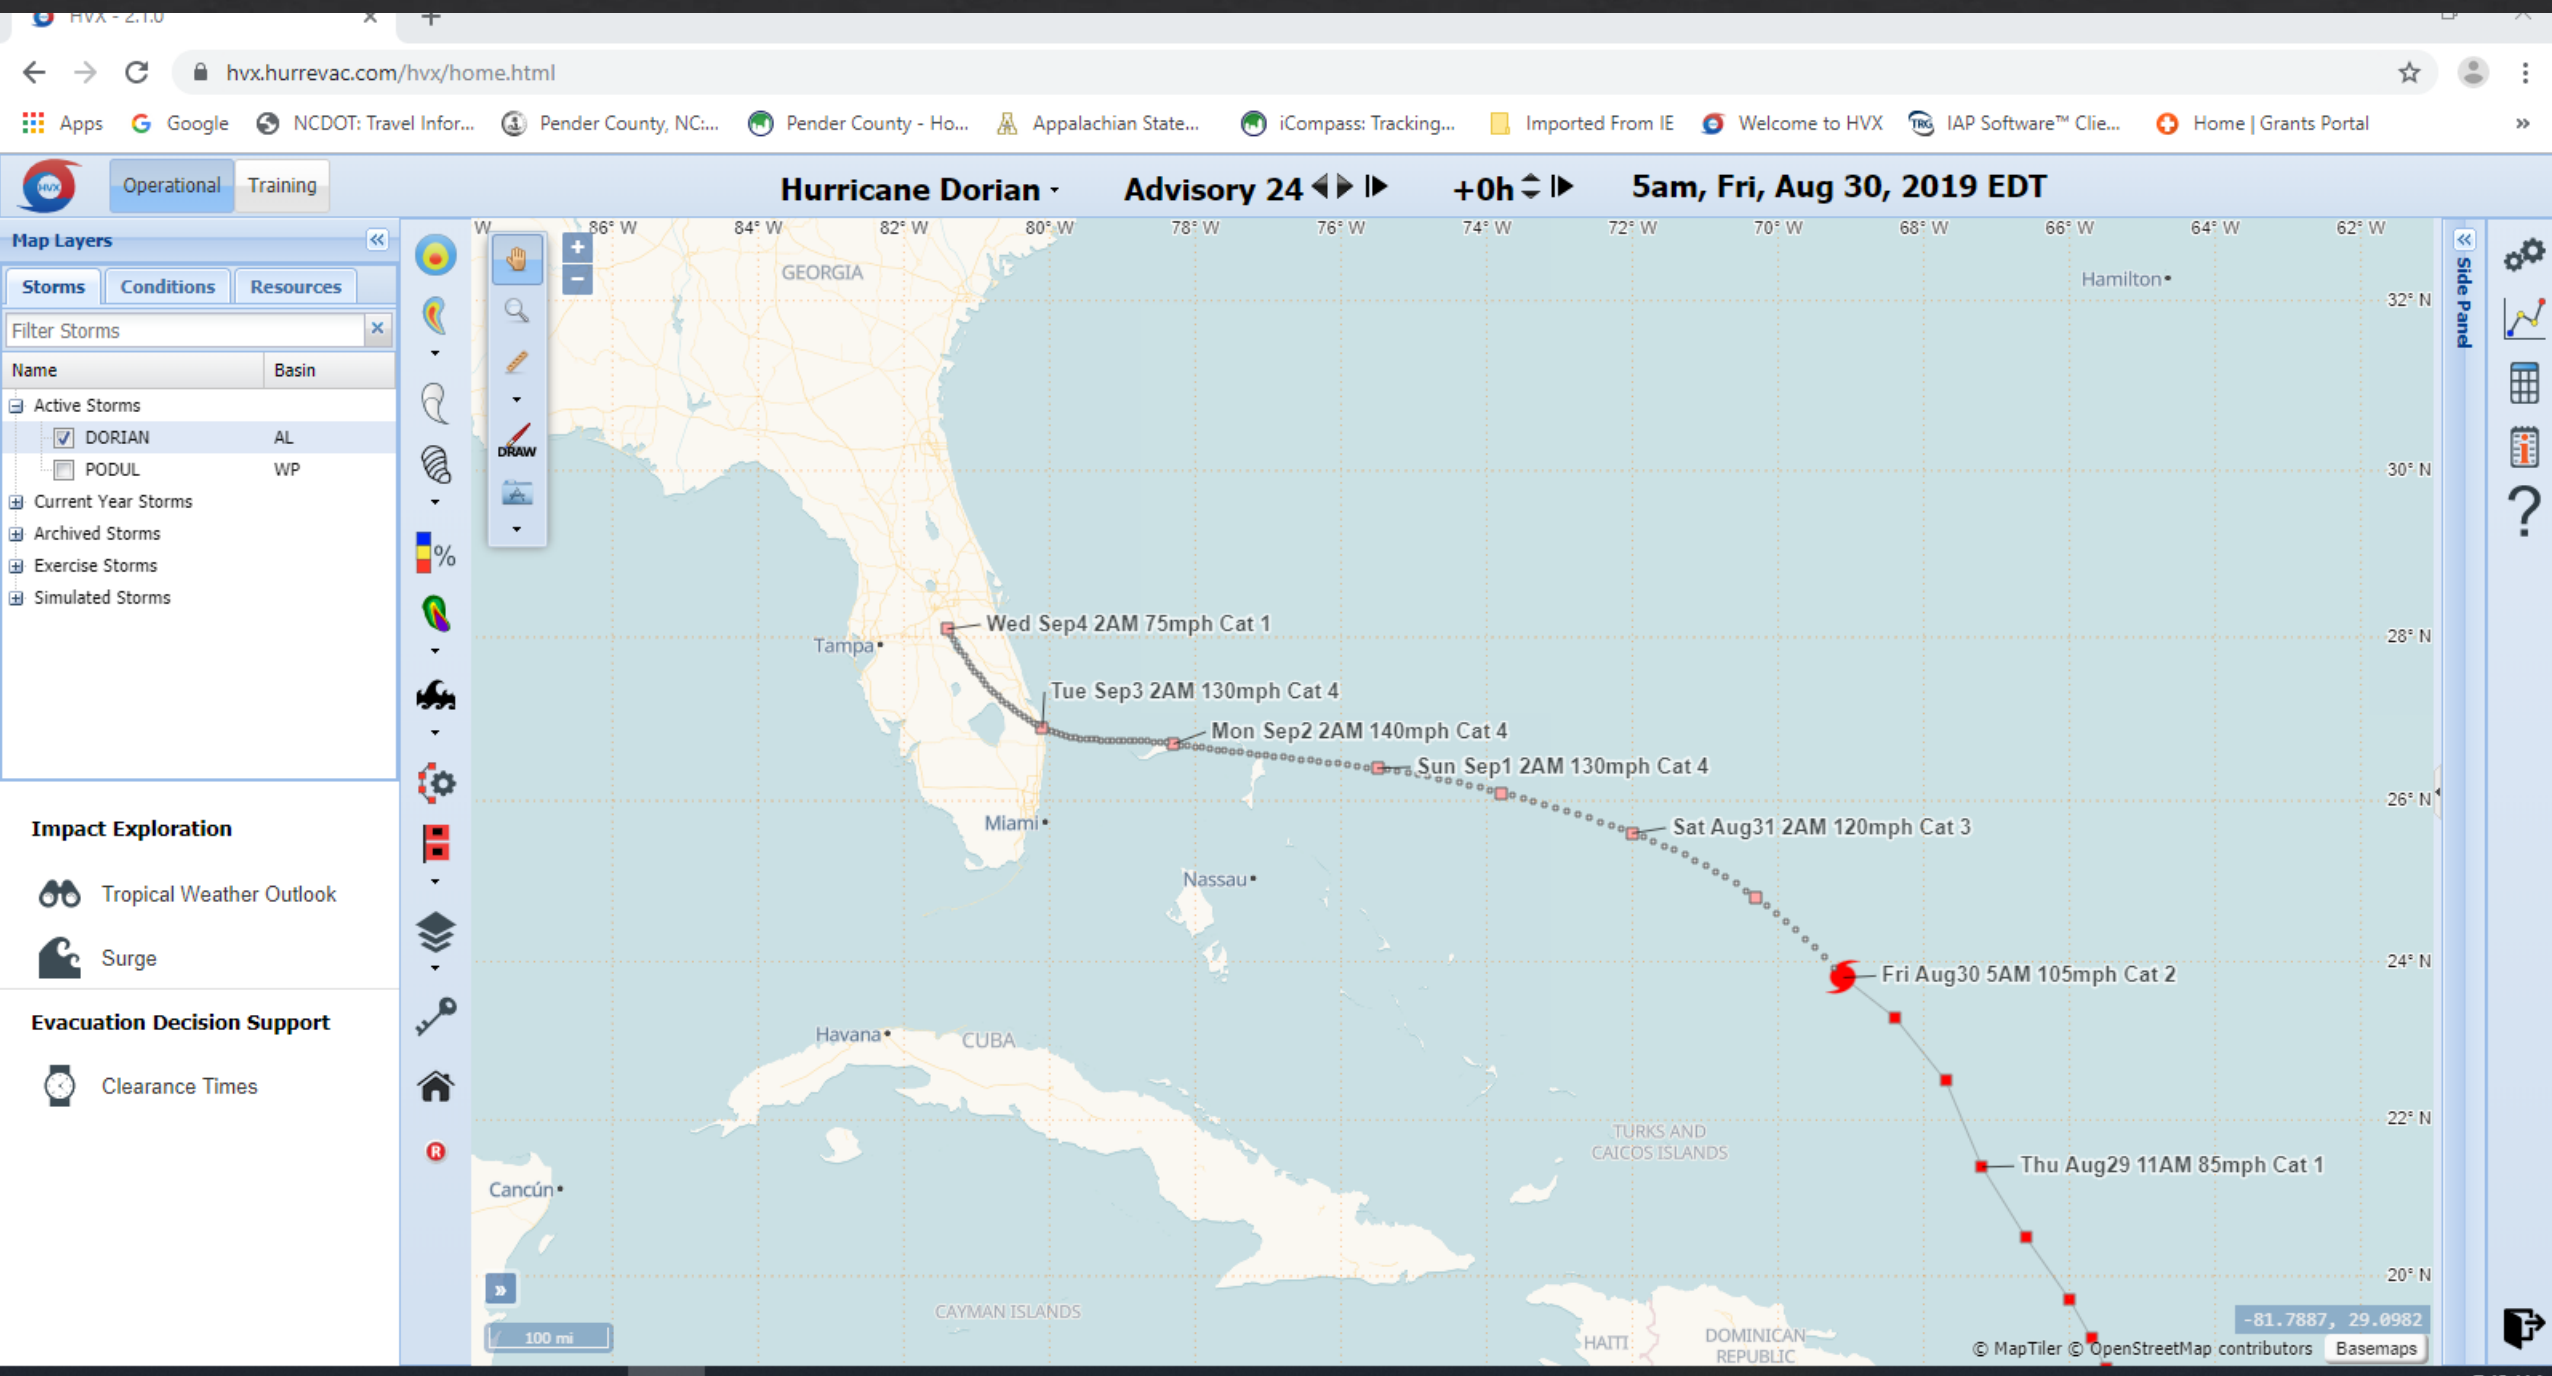 HVX - 2.1.0
hvx.hurrevac.com/hvx/home.html
Apps Google NCDOT: Travel Infor... Pender County, NC:... Pender County - Ho... Appalachian State... iCompass: Tracking... Imported From IE Welcome to HVX TRG IAP Software™ Clie... Home | Grants Portal »
HVX Operational Training Hurricane Dorian Advisory 24 +0h 5am, Fri, Aug 30, 2019 EDT
Map Layers
Storms Conditions Resources
Filter Storms
Name Basin
Active Storms
DORIAN AL
PODUL WP
Current Year Storms
Archived Storms
Exercise Storms
Simulated Storms
Impact Exploration
Tropical Weather Outlook
Surge
Evacuation Decision Support
Clearance Times
%
R
DRAW
W 86° W 84° W 82° W 80° W 78° W 76° W 74° W 72° W 70° W 68° W 66° W 64° W 62° W
GEORGIA
Hamilton
32° N
30° N
Wed Sep4 2AM 75mph Cat 1
28° N
Tampa
Tue Sep3 2AM 130mph Cat 4
Mon Sep2 2AM 140mph Cat 4
Sun Sep1 2AM 130mph Cat 4
26° N
Miami
Sat Aug31 2AM 120mph Cat 3
Nassau
24° N
Fri Aug30 5AM 105mph Cat 2
Havana
CUBA
22° N
TURKS AND
CAICOS ISLANDS
Thu Aug29 11AM 85mph Cat 1
Cancún
20° N
CAYMAN ISLANDS
HAITI
DOMINICAN
REPUBLIC
100 mi
-81.7887, 29.0982
© MapTiler © OpenStreetMap contributors Basemaps
Side Panel